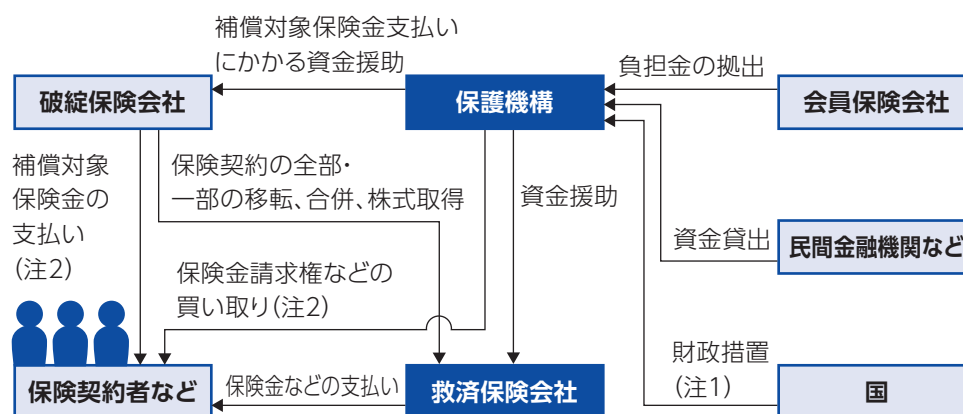 補償対象保険金支払い
にかかる資金援助
負担金の拠出
破綻保険会社
保護機構
会員保険会社
補償対象
保険金の
支払い
(注2)
保険契約の全部・
一部の移転、合併、株式取得
資金援助
資金貸出
民間金融機関など
保険金請求権などの
買い取り(注2)
財政措置
(注1)
保険契約者など
保険金などの支払い
救済保険会社
国